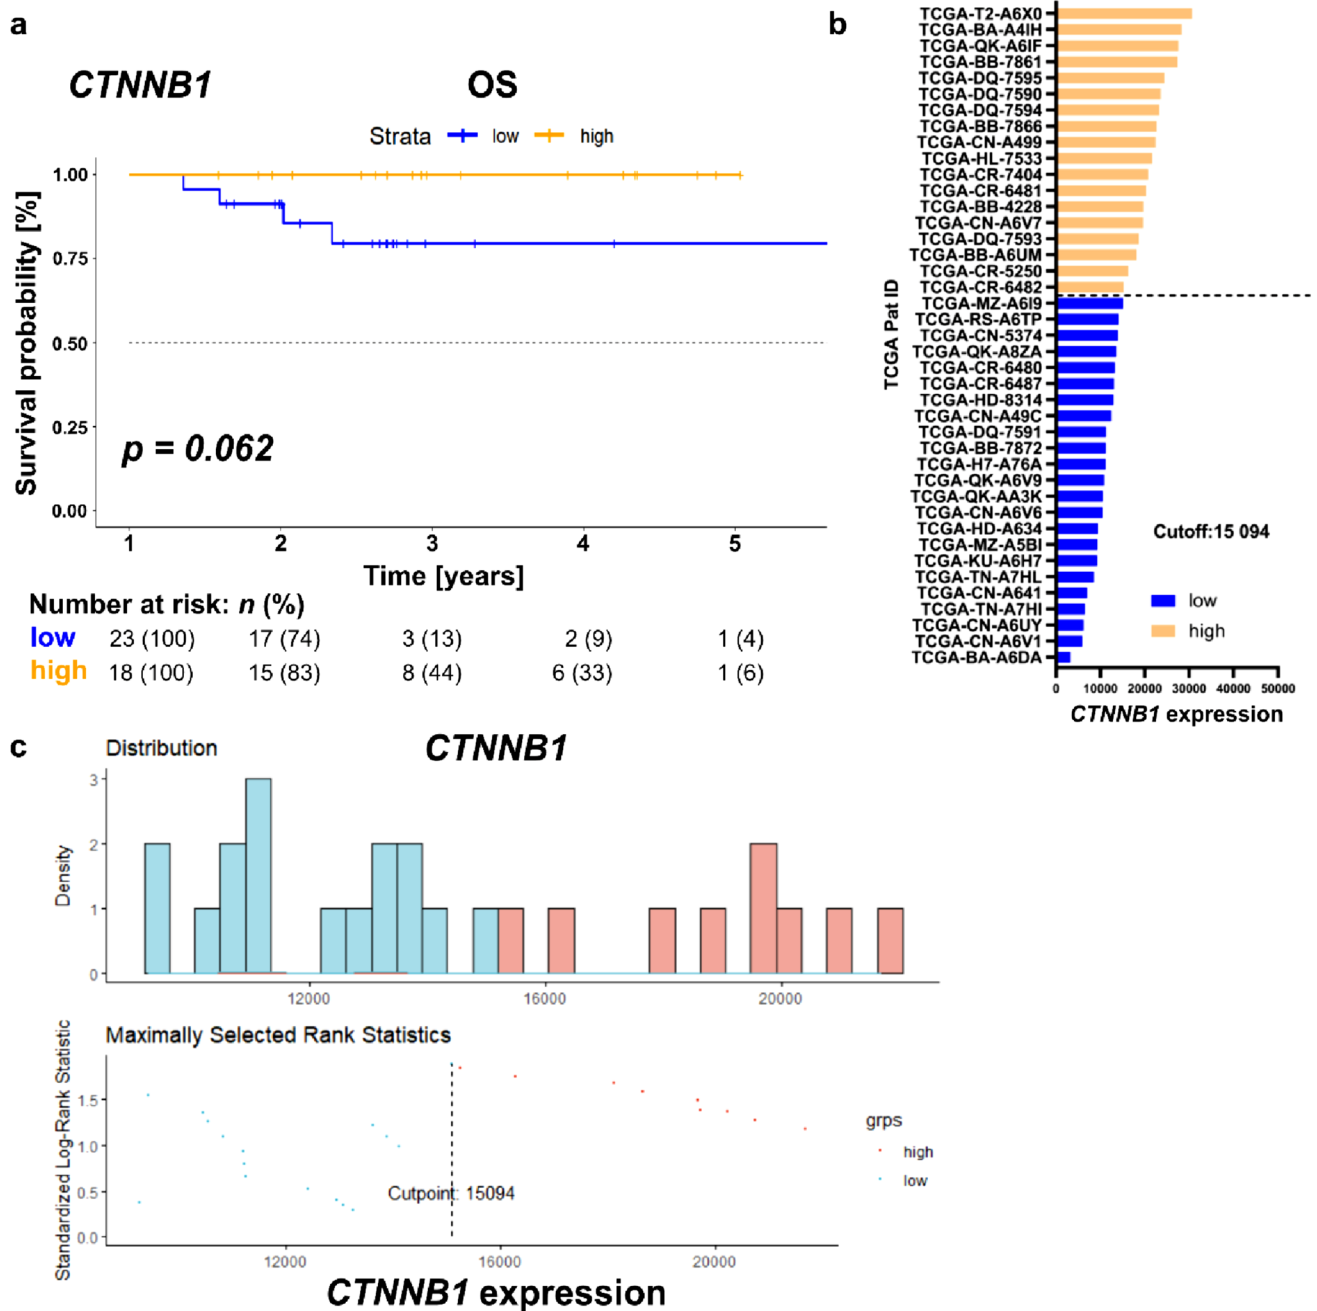 a
CTNNB1
OS
Strata low high
Survival probability [%]
1.00
0.75
0.50
0.25
0.00
p = 0.062
1 2 3 4 5
Time [years]
Number at risk: n (%)
low 23 (100) 17 (74) 3 (13) 2 (9) 1 (4)
high 18 (100) 15 (83) 8 (44) 6 (33) 1 (6)
b
TCGA Pat ID
TCGA-T2-A6X0
TCGA-BA-A4IH
TCGA-QK-A6IF
TCGA-BB-7861
TCGA-DQ-7595
TCGA-DQ-7590
TCGA-DQ-7594
TCGA-BB-7866
TCGA-CN-A499
TCGA-HL-7533
TCGA-CR-7404
TCGA-CR-6481
TCGA-BB-4228
TCGA-CN-A6V7
TCGA-DQ-7593
TCGA-BB-A6UM
TCGA-CR-5250
TCGA-CR-6482
TCGA-MZ-A6I9
TCGA-RS-A6TP
TCGA-CN-5374
TCGA-QK-A8ZA
TCGA-CR-6480
TCGA-CR-6487
TCGA-HD-8314
TCGA-CN-A49C
TCGA-DQ-7591
TCGA-BB-7872
TCGA-H7-A76A
TCGA-QK-A6V9
TCGA-QK-AA3K
TCGA-CN-A6V6
TCGA-HD-A634
TCGA-MZ-A5BI
TCGA-KU-A6H7
TCGA-TN-A7HL
TCGA-CN-A641
TCGA-TN-A7HI
TCGA-CN-A6UY
TCGA-CN-A6V1
TCGA-BA-A6DA
Cutoff:15 094
low
high
0 10000 20000 30000 40000 50000
CTNNB1 expression
c
Distribution
CTNNB1
Density
3
2
1
0
12000 16000 20000
Maximally Selected Rank Statistics
Standardized Log-Rank Statistic
1.5
1.0
0.5
0.0
Cutpoint: 15094
grps
high
low
12000 16000 20000
CTNNB1 expression